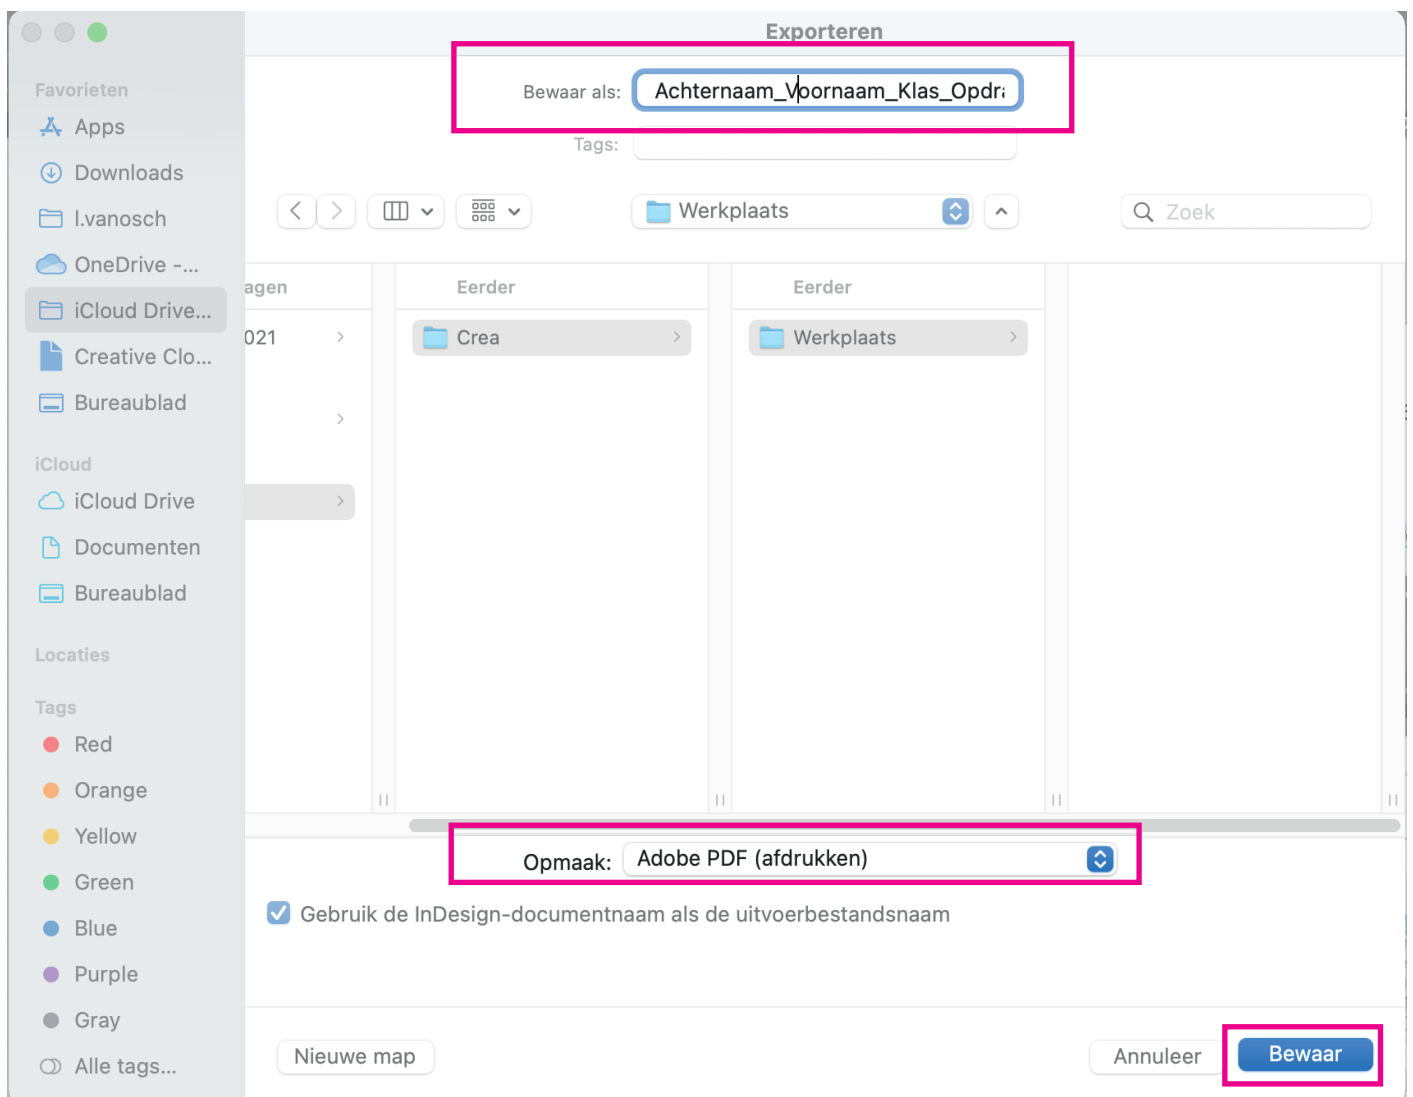 Exporteren
Favorieten
Bewaar als: Achternaam_Voornaam_Klas_Opdra
Apps
Tags:
Downloads
l.vanosch
Werkplaats
Zoek
OneDrive -...
iCloud Drive...
agen
Eerder
Eerder
021
Crea
Werkplaats
Creative Clo...
Bureaublad
iCloud
iCloud Drive
Documenten
Bureaublad
Locaties
Tags
Red
Orange
Yellow
Green
Blue
Purple
Gray
Alle tags...
Opmaak: Adobe PDF (afdrukken)
Gebruik de InDesign-documentnaam als de uitvoerbestandsnaam
Nieuwe map
Annuleer
Bewaar